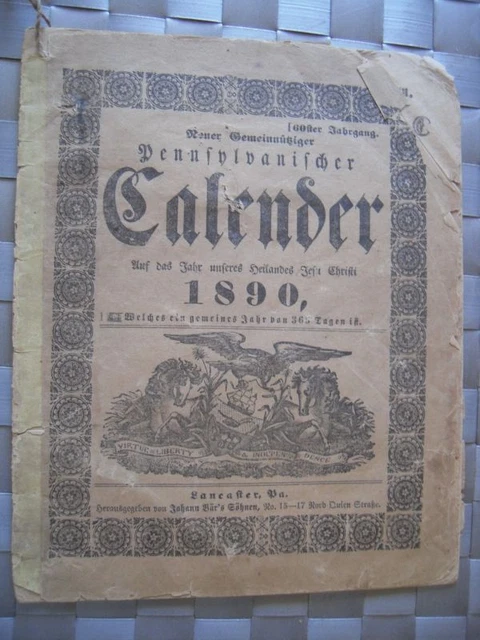 [60ster Jahrgang.
Neuer Gemeinnütziger
Pennsylvanischer
Calender
Auf das Jahr unseres Heilandes Jesu Christi
1890,
Welches ein gemeines Jahr von 365 Tagen ist.
VIRTUE LIBERTY & INDEPENDENCE
Lancaster, Pa.
Herausgegeben von Johann Bär's Söhnen, No. 15—17 Nord Queen Straße.